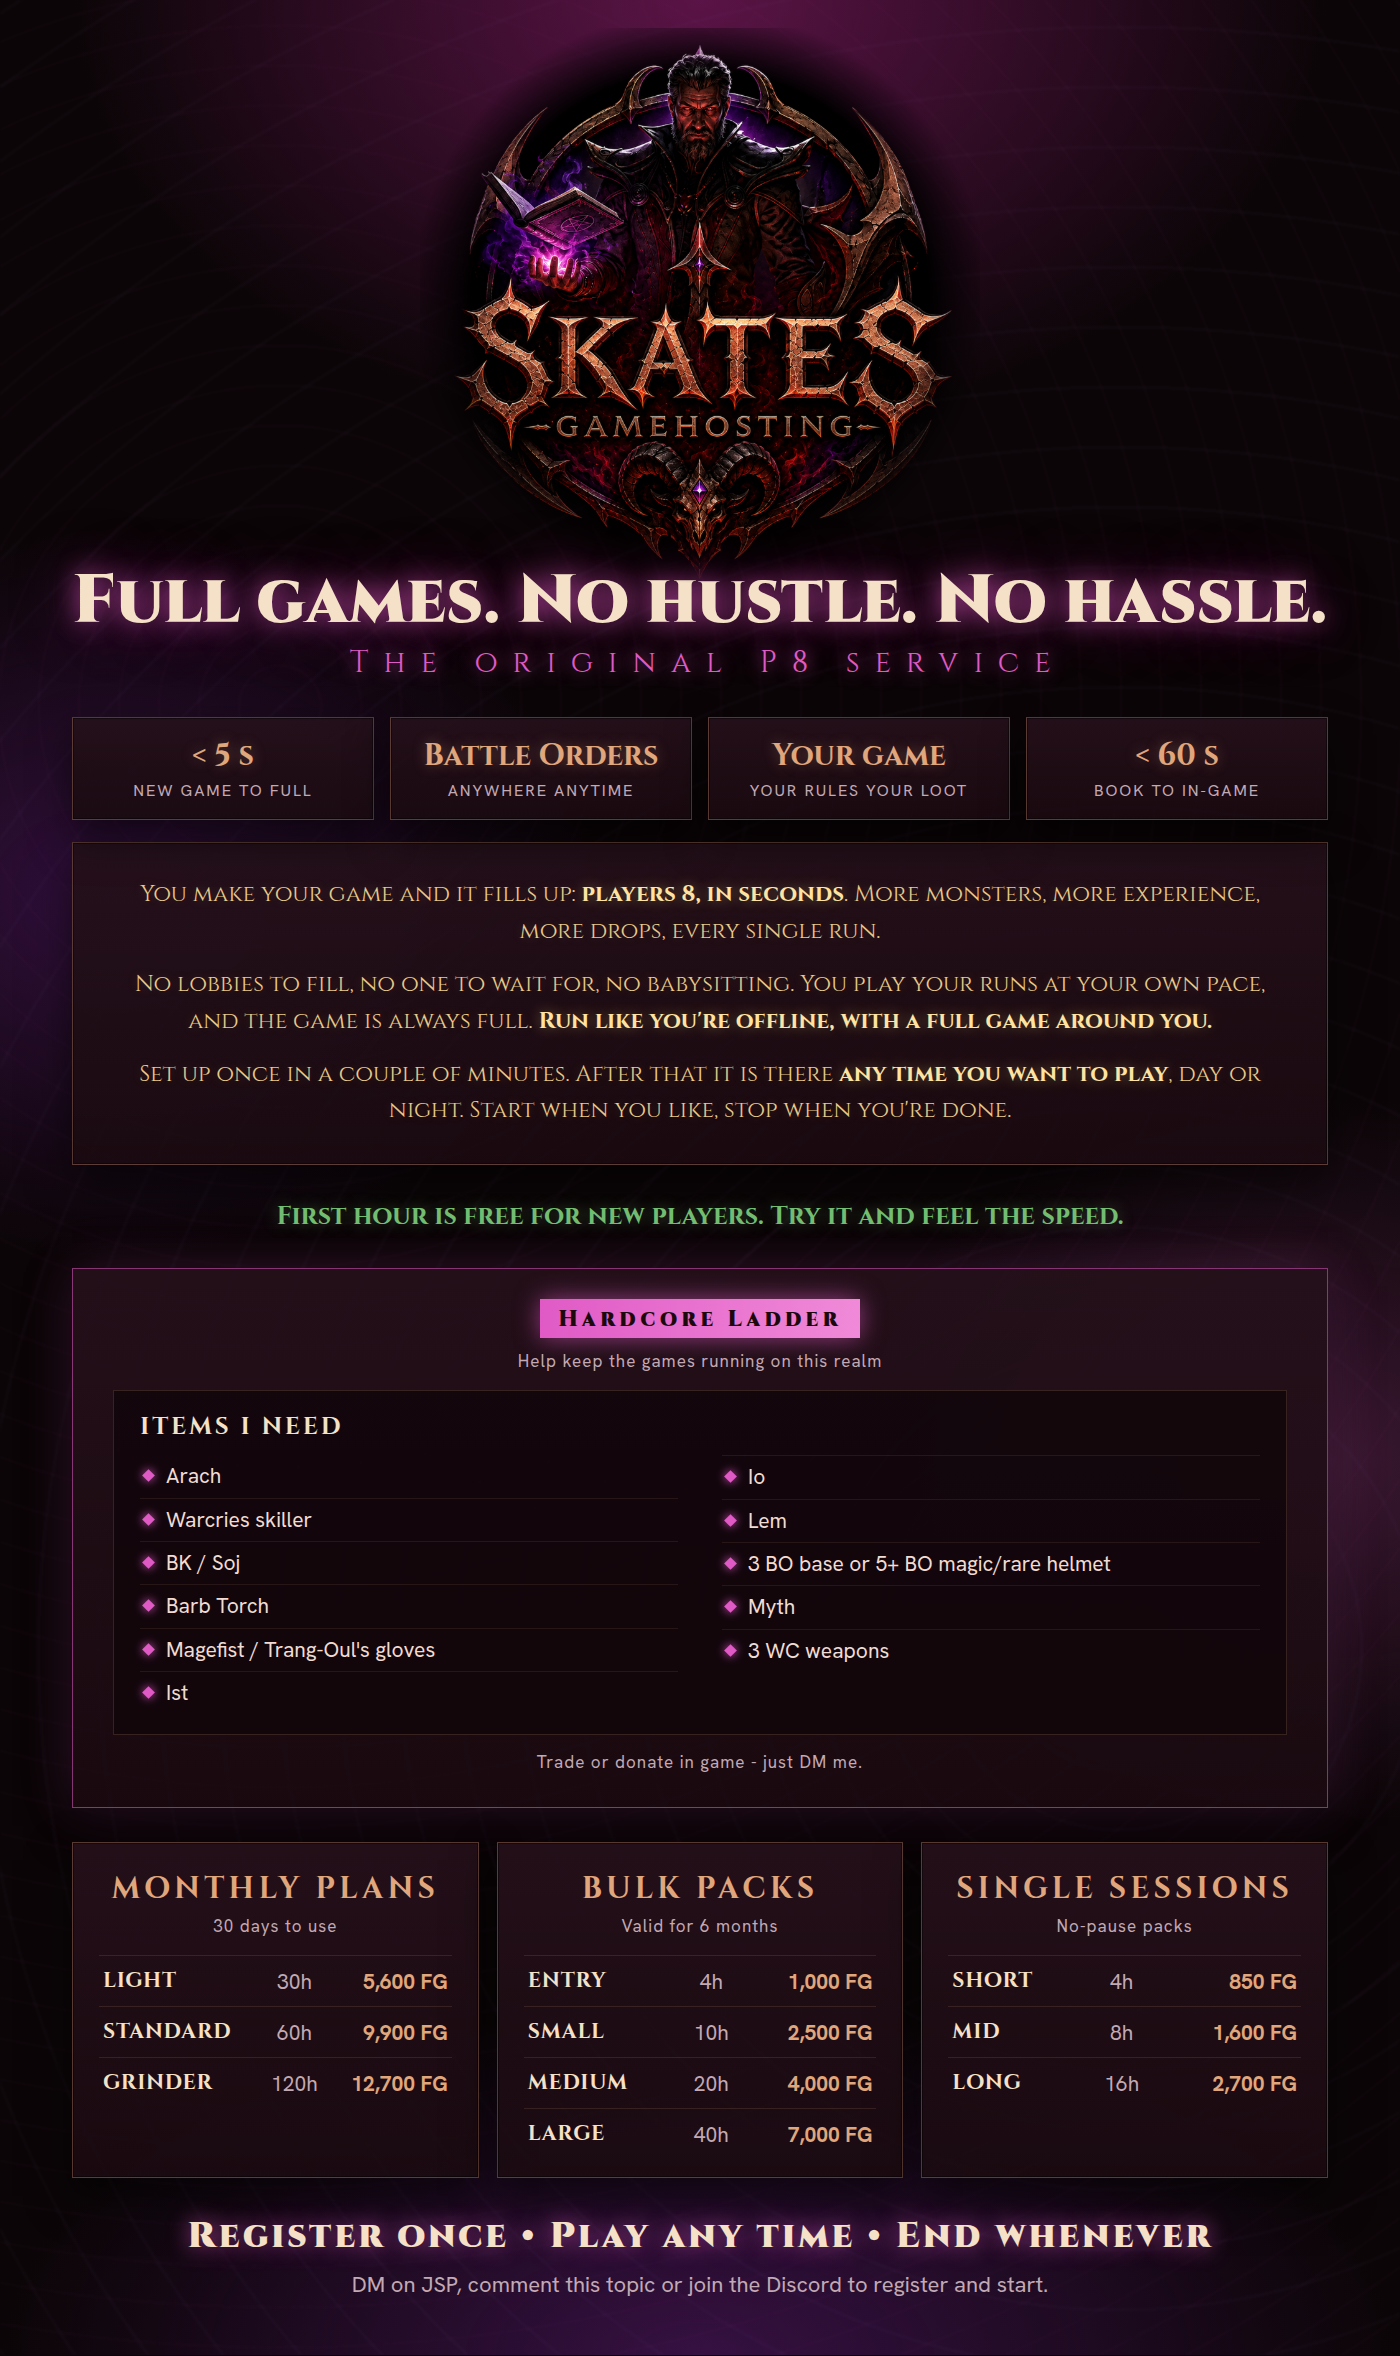 SKATES
GAMEHOSTING
Full games. No hustle. No hassle.
The original P8 service
< 5 s
NEW GAME TO FULL
Battle Orders
ANYWHERE ANYTIME
Your game
YOUR RULES YOUR LOOT
< 60 s
BOOK TO IN-GAME
You make your game and it fills up: players 8, in seconds. More monsters, more experience,
more drops, every single run.
No lobbies to fill, no one to wait for, no babysitting. You play your runs at your own pace,
and the game is always full. Run like you're offline, with a full game around you.
Set up once in a couple of minutes. After that it is there any time you want to play, day or
night. Start when you like, stop when you're done.
First hour is free for new players. Try it and feel the speed.
Hardcore Ladder
Help keep the games running on this realm
ITEMS I NEED
Arach
Warcries skiller
BK / Soj
Barb Torch
Magefist / Trang-Oul's gloves
Ist
Io
Lem
3 BO base or 5+ BO magic/rare helmet
Myth
3 WC weapons
Trade or donate in game - just DM me.
MONTHLY PLANS
30 days to use
LIGHT 30h 5,600 FG
STANDARD 60h 9,900 FG
GRINDER 120h 12,700 FG
BULK PACKS
Valid for 6 months
ENTRY 4h 1,000 FG
SMALL 10h 2,500 FG
MEDIUM 20h 4,000 FG
LARGE 40h 7,000 FG
SINGLE SESSIONS
No-pause packs
SHORT 4h 850 FG
MID 8h 1,600 FG
LONG 16h 2,700 FG
Register once • Play any time • End whenever
DM on JSP, comment this topic or join the Discord to register and start.